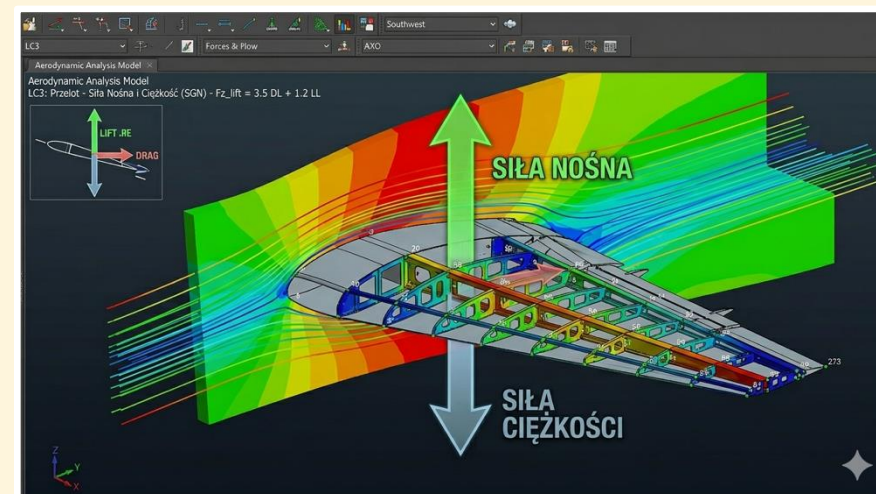 Southwest
LC3
Forces & Plow
AXO
Aerodynamic Analysis Model
Aerodynamic Analysis Model
LC3: Przelot - Siła Nośna i Ciężkość (SGN) - Fz_lift = 3.5 DL + 1.2 LL
LIFT .RE
DRAG
SIŁA NOŚNA
20
273
SIŁA
CIĘŻKOŚCI
Z
Y
X